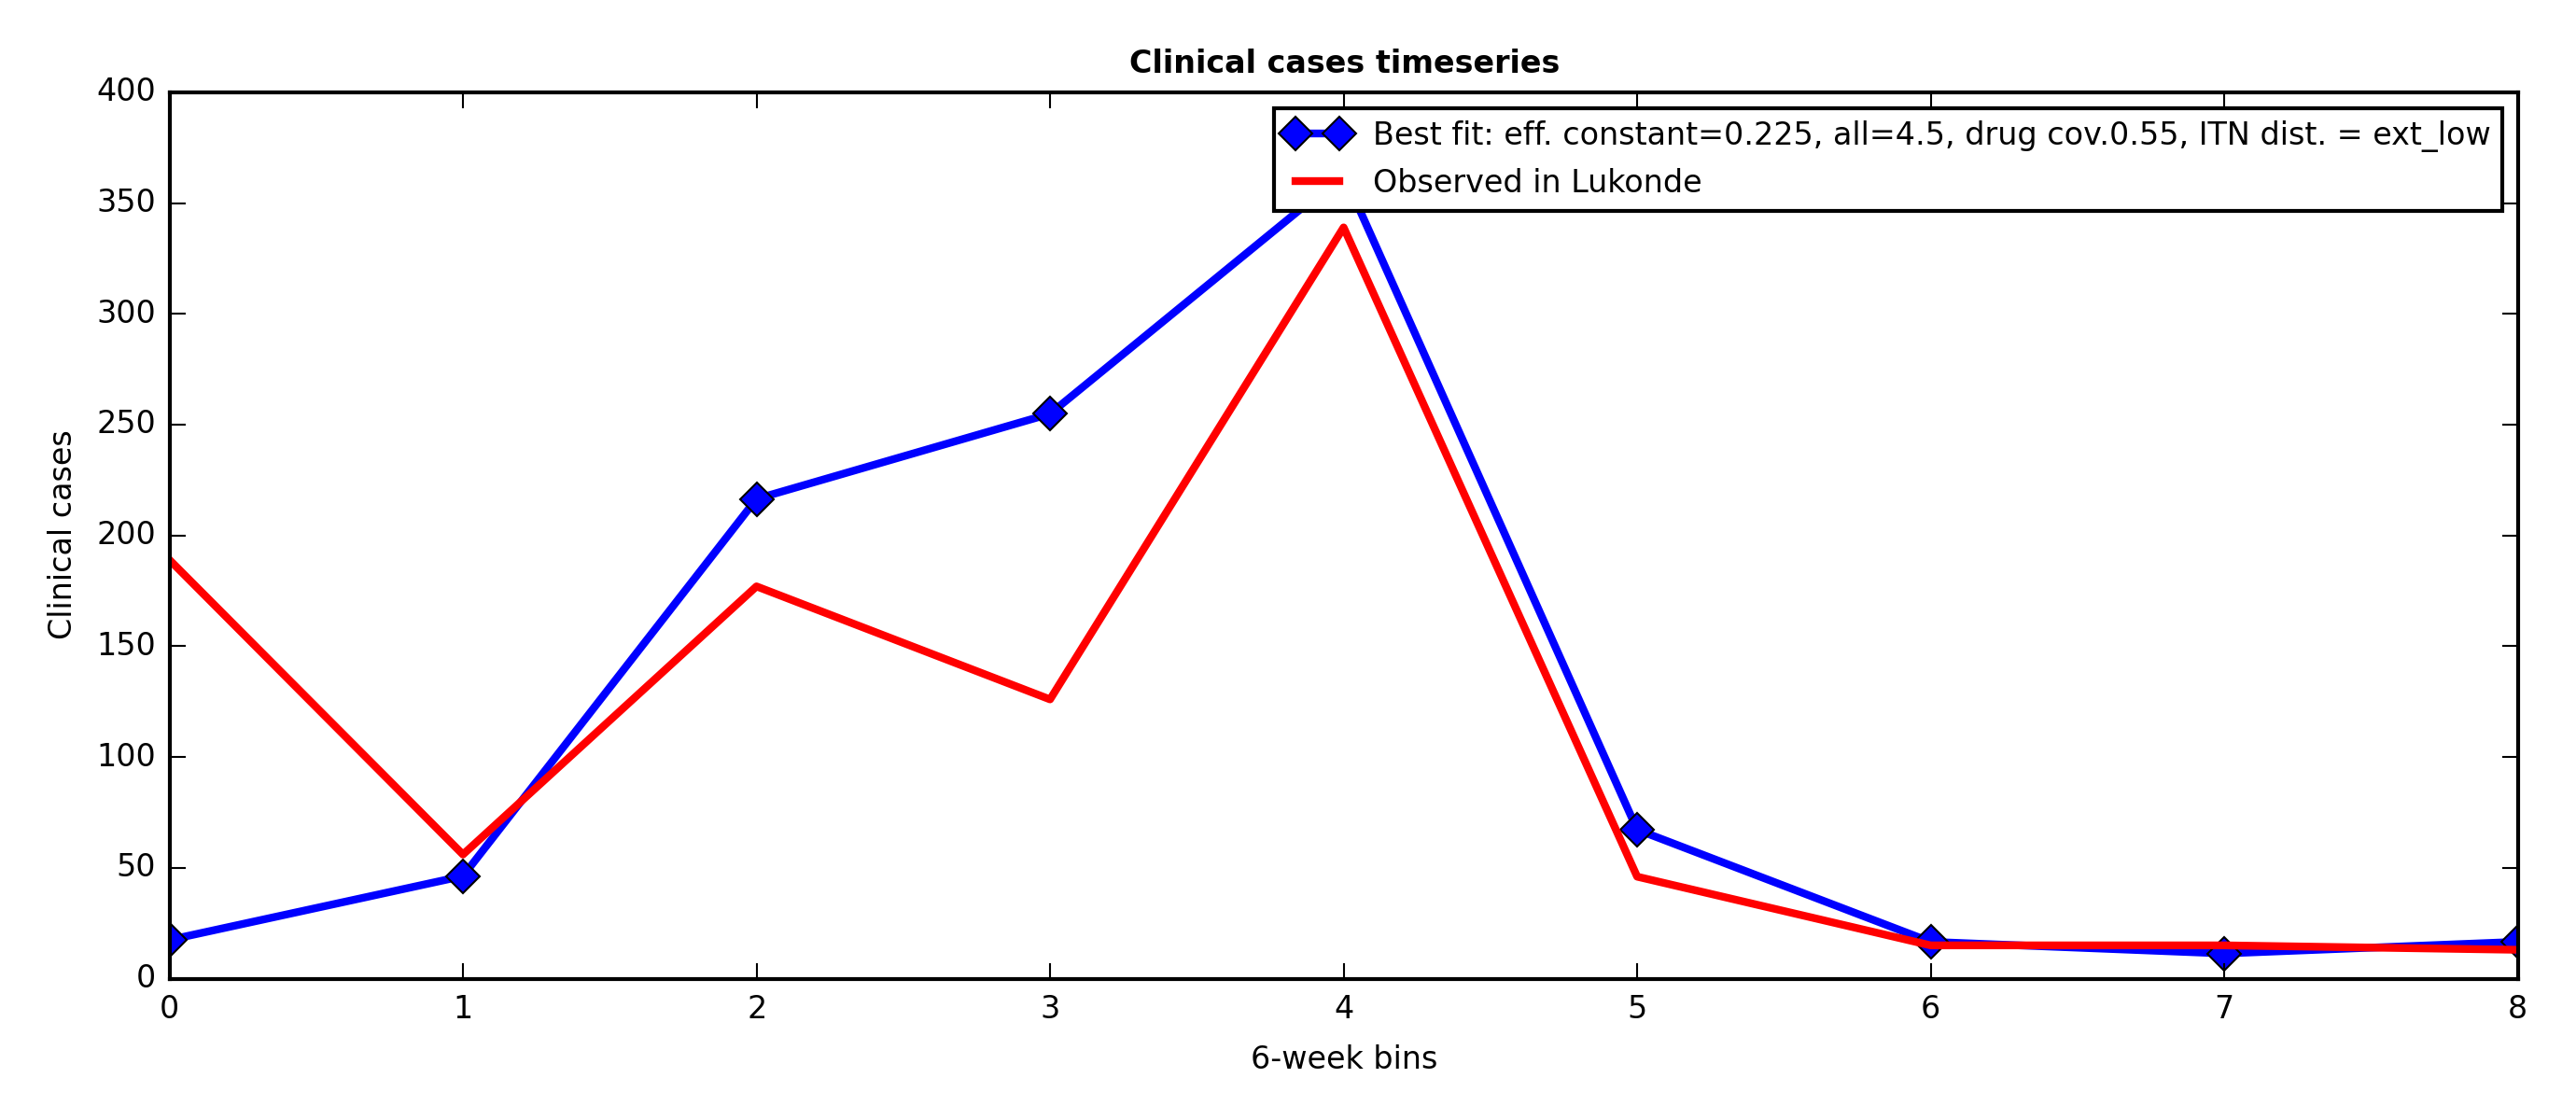 Clinical cases timeseries
400
350
300
250
200
150
100
50
0
Clinical cases
Best fit: eff. constant=0.225, all=4.5, drug cov.0.55, ITN dist. = ext_low
Observed in Lukonde
0 1 2 3 4 5 6 7 8
6-week bins